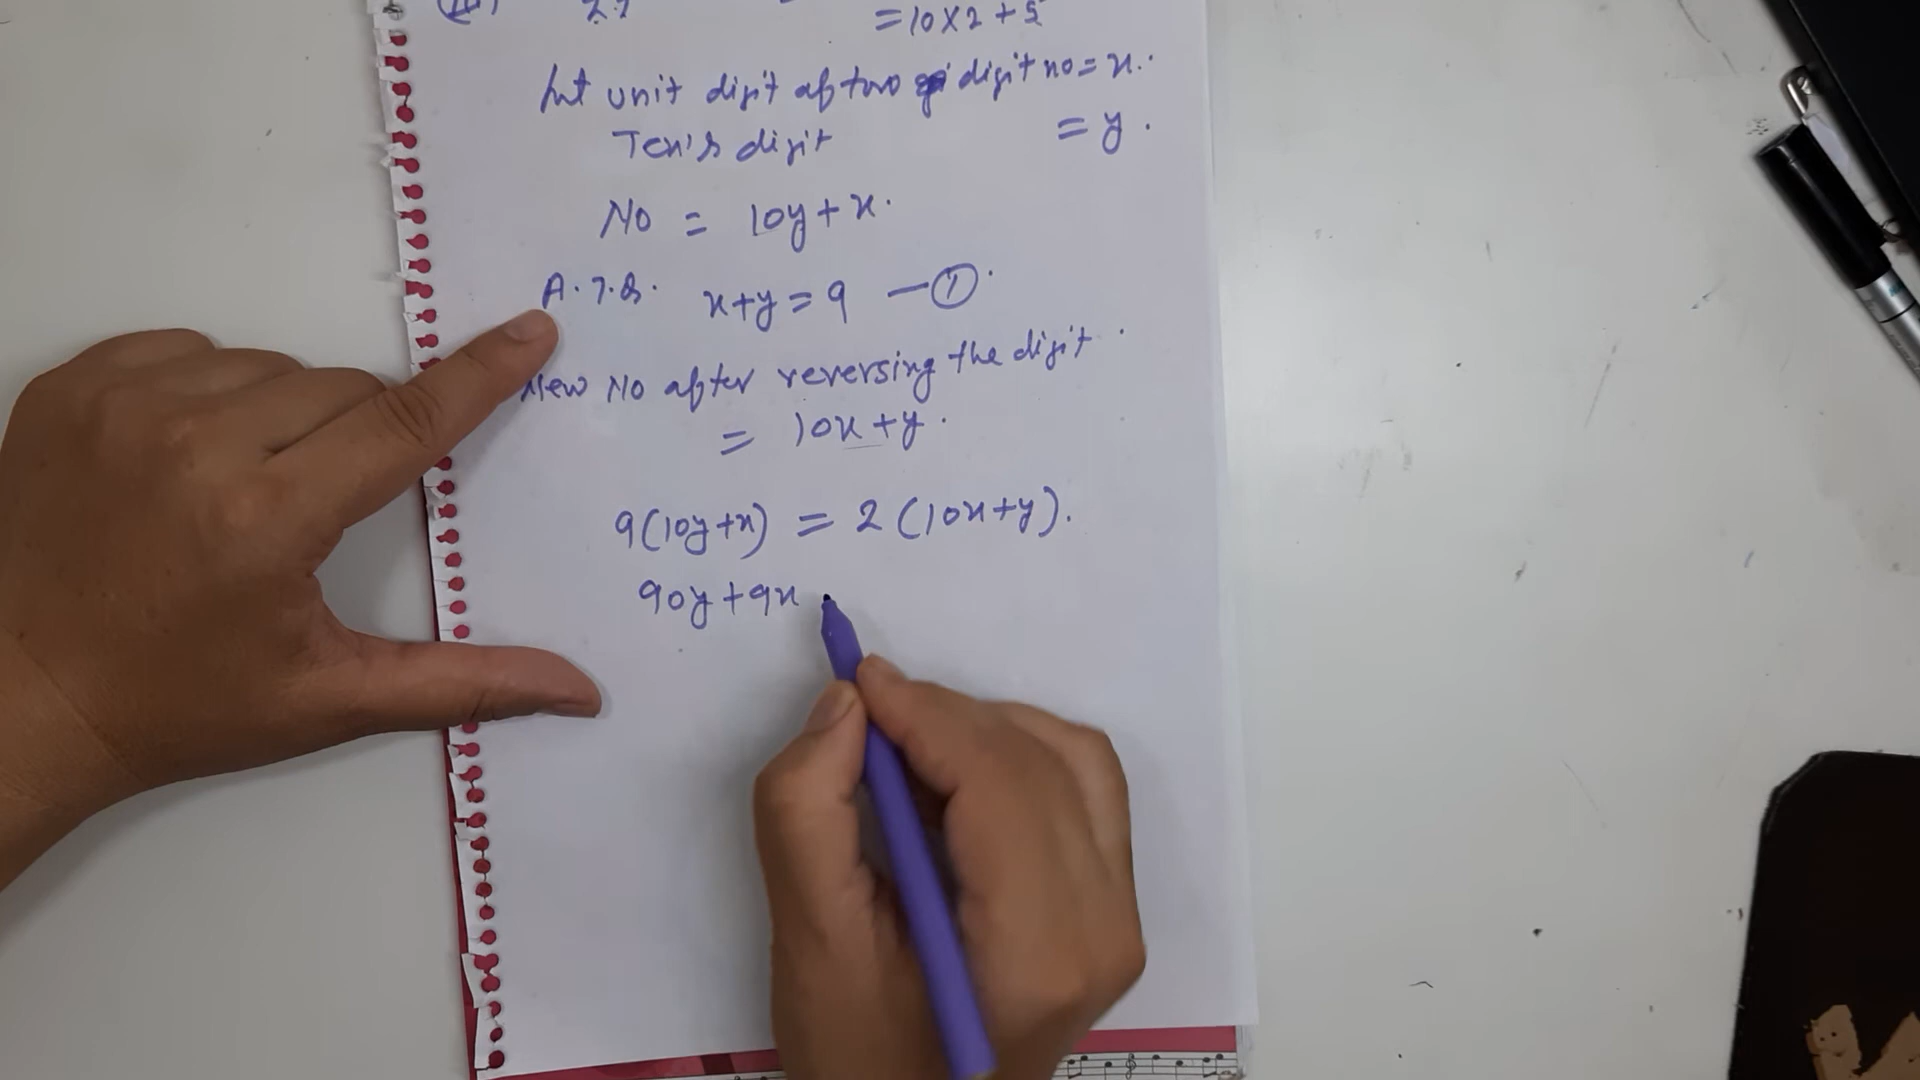 = 10 X 2 + 5
Let unit digit of two digit no = x.
Ten's digit = y.
No = 10y + x.
A.T.Q. x+y = 9 — ①
New No after reversing the digit.
= 10x + y.
9(10y+x) = 2(10x+y).
90y + 9x